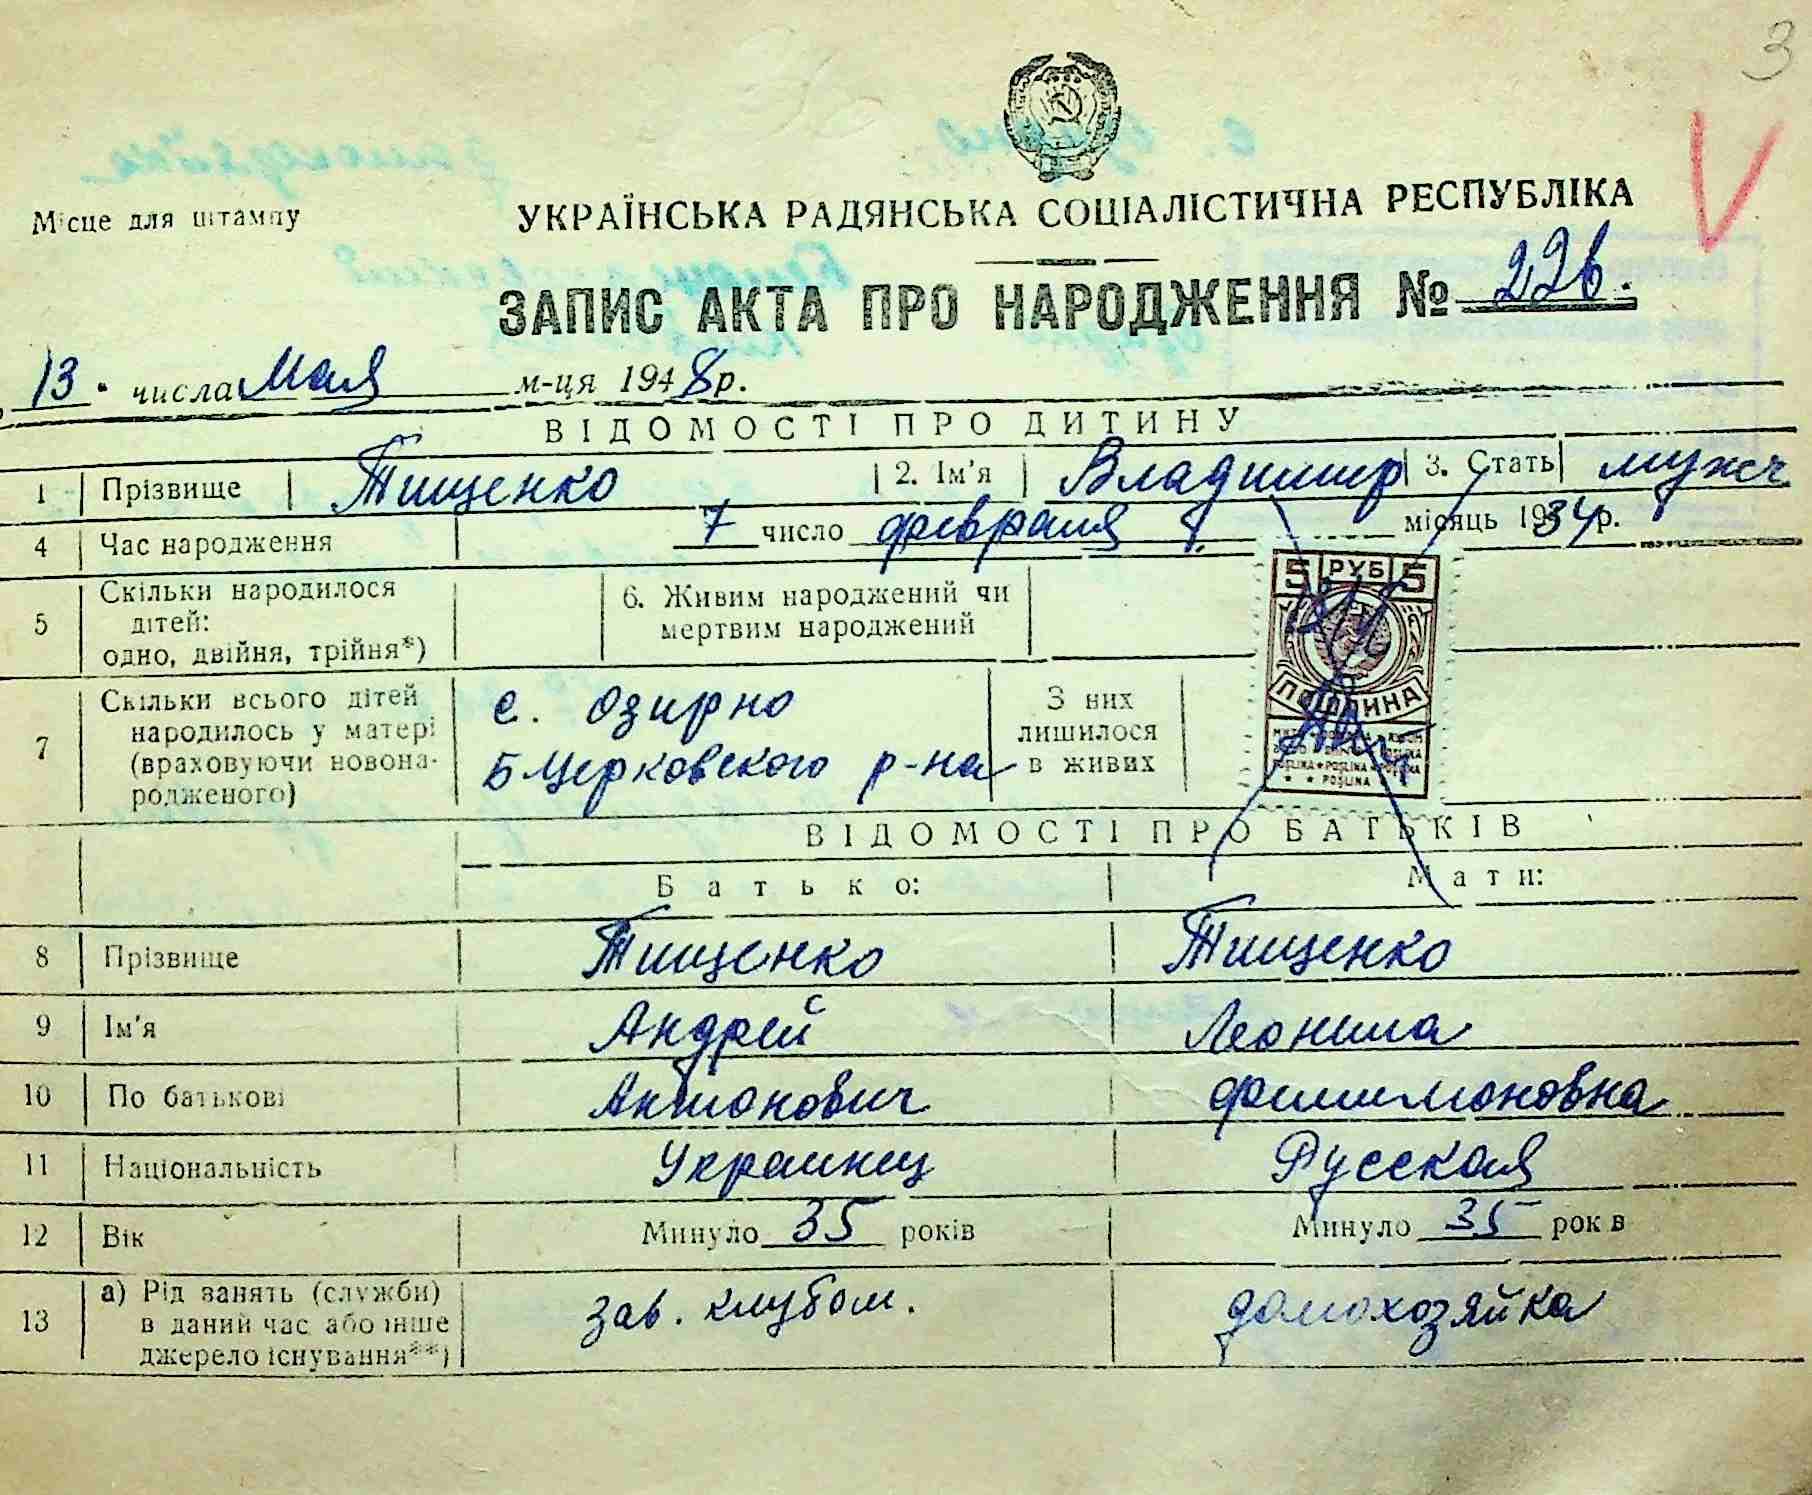 3
Місце для штампу
УКРАЇНСЬКА РАДЯНСЬКА СОЦІАЛІСТИЧНА РЕСПУБЛІКА
ЗАПИС АКТА ПРО НАРОДЖЕННЯ № 226.
13. числа Мая м-ця 1948 р.
ВІДОМОСТІ ПРО ДИТИНУ
1 Прізвище Тищенко 2. Ім'я Владимир 3. Стать мужч
4 Час народження 7 число февраля місяць 1934 р.
5 Скільки народилося дітей: одно, двійня, трійня*) 6. Живим народжений чи мертвим народжений
5 РУБ 5
ПОШЛИНА
POŞLINA
7 Скільки всього дітей народилось у матері (враховуючи новонародженого) с. Озирно Б Церковского р-на З них лишилося в живих
ВІДОМОСТІ ПРО БАТЬКІВ
Батько: Мати:
8 Прізвище Тищенко Тищенко
9 Ім'я Андрей Леонила
10 По батькові Антонович Филимоновна
11 Національність Украинец Русская
12 Вік Минуло 35 років Минуло 35 років
13 а) Рід занять (служби) в даний час або інше джерело існування**) зав. клубом. домохозяйка